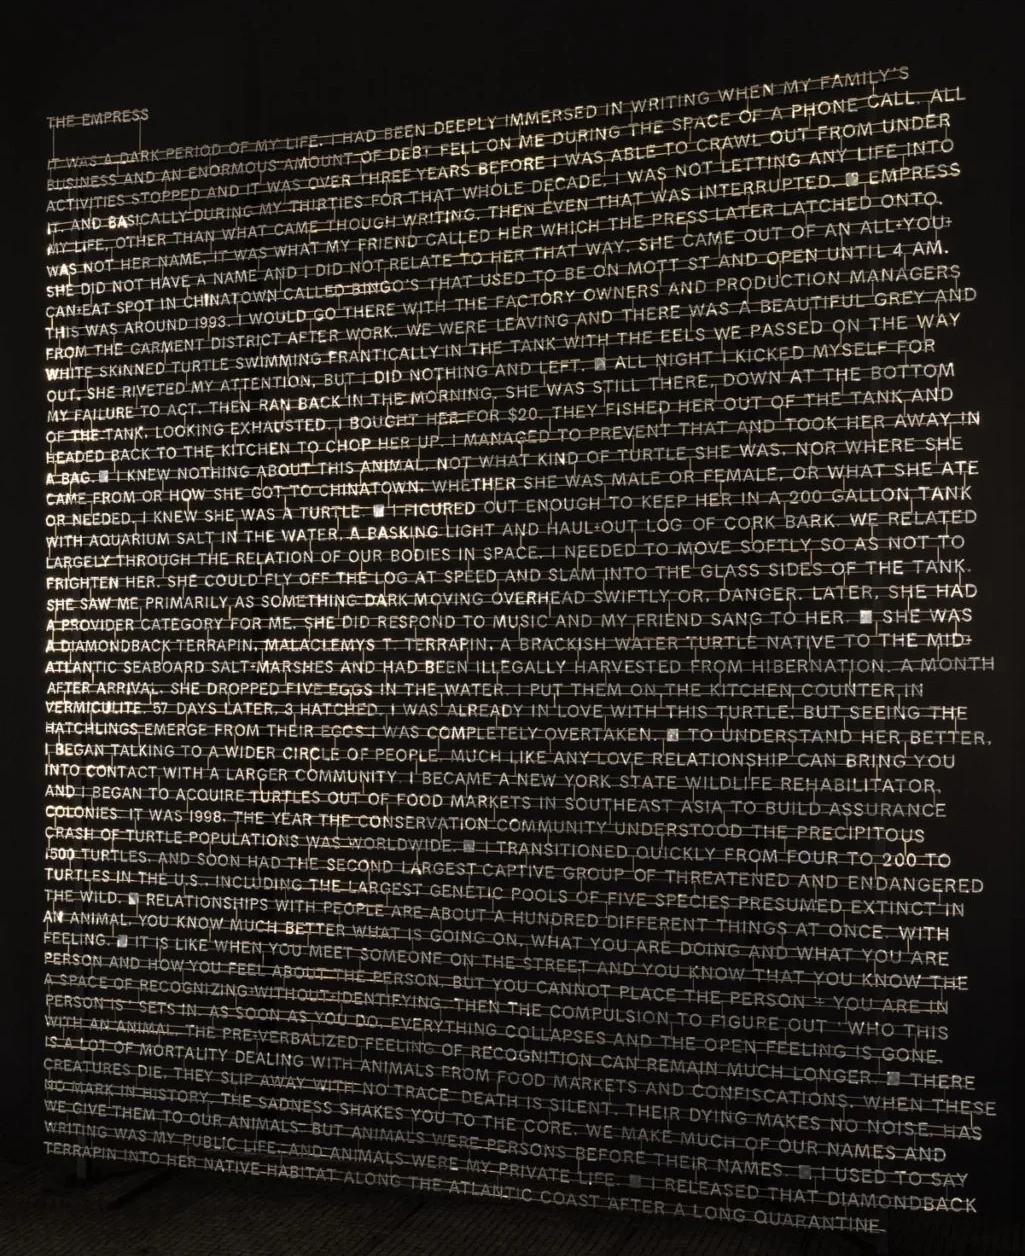 THE EMPRESS
IT WAS A DARK PERIOD OF MY LIFE. I HAD BEEN DEEPLY IMMERSED IN WRITING WHEN MY FAMILY'S
BUSINESS AND AN ENORMOUS AMOUNT OF DEBT FELL ON ME DURING THE SPACE OF A PHONE CALL. ALL
ACTIVITIES STOPPED AND IT WAS OVER THREE YEARS BEFORE I WAS ABLE TO CRAWL OUT FROM UNDER
IT. AND BASICALLY DURING MY THIRTIES FOR THAT WHOLE DECADE, I WAS NOT LETTING ANY LIFE INTO
MY LIFE, OTHER THAN WHAT CAME THOUGH WRITING. THEN EVEN THAT WAS INTERRUPTED. EMPRESS
WAS NOT HER NAME, IT WAS WHAT MY FRIEND CALLED HER WHICH THE PRESS LATER LATCHED ONTO.
SHE DID NOT HAVE A NAME AND I DID NOT RELATE TO HER THAT WAY. SHE CAME OUT OF AN ALL-YOU-
CAN-EAT SPOT IN CHINATOWN CALLED BINGO'S THAT USED TO BE ON MOTT ST AND OPEN UNTIL 4 AM.
THIS WAS AROUND 1993. I WOULD GO THERE WITH THE FACTORY OWNERS AND PRODUCTION MANAGERS
FROM THE GARMENT DISTRICT AFTER WORK. WE WERE LEAVING AND THERE WAS A BEAUTIFUL GREY AND
WHITE SKINNED TURTLE SWIMMING FRANTICALLY IN THE TANK WITH THE EELS WE PASSED ON THE WAY
OUT. SHE RIVETED MY ATTENTION, BUT I DID NOTHING AND LEFT. ALL NIGHT I KICKED MYSELF FOR
MY FAILURE TO ACT, THEN RAN BACK IN THE MORNING. SHE WAS STILL THERE, DOWN AT THE BOTTOM
OF THE TANK, LOOKING EXHAUSTED. I BOUGHT HER FOR $20. THEY FISHED HER OUT OF THE TANK AND
HEADED BACK TO THE KITCHEN TO CHOP HER UP. I MANAGED TO PREVENT THAT AND TOOK HER AWAY IN
A BAG. I KNEW NOTHING ABOUT THIS ANIMAL. NOT WHAT KIND OF TURTLE SHE WAS. NOR WHERE SHE
CAME FROM OR HOW SHE GOT TO CHINATOWN. WHETHER SHE WAS MALE OR FEMALE, OR WHAT SHE ATE
OR NEEDED. I KNEW SHE WAS A TURTLE. I FIGURED OUT ENOUGH TO KEEP HER IN A 200 GALLON TANK
WITH AQUARIUM SALT IN THE WATER, A BASKING LIGHT AND HAUL-OUT LOG OF CORK BARK. WE RELATED
LARGELY THROUGH THE RELATION OF OUR BODIES IN SPACE. I NEEDED TO MOVE SOFTLY SO AS NOT TO
FRIGHTEN HER. SHE COULD FLY OFF THE LOG AT SPEED AND SLAM INTO THE GLASS SIDES OF THE TANK.
SHE SAW ME PRIMARILY AS SOMETHING DARK MOVING OVERHEAD SWIFTLY OR, DANGER. LATER, SHE HAD
A PROVIDER CATEGORY FOR ME. SHE DID RESPOND TO MUSIC AND MY FRIEND SANG TO HER. SHE WAS
A DIAMONDBACK TERRAPIN, MALACLEMYS T. TERRAPIN, A BRACKISH WATER TURTLE NATIVE TO THE MID-
ATLANTIC SEABOARD SALT-MARSHES AND HAD BEEN ILLEGALLY HARVESTED FROM HIBERNATION. A MONTH
AFTER ARRIVAL, SHE DROPPED FIVE EGGS IN THE WATER. I PUT THEM ON THE KITCHEN COUNTER IN
VERMICULITE. 57 DAYS LATER, 3 HATCHED. I WAS ALREADY IN LOVE WITH THIS TURTLE, BUT SEEING THE
HATCHLINGS EMERGE FROM THEIR EGGS I WAS COMPLETELY OVERTAKEN. TO UNDERSTAND HER BETTER,
I BEGAN TALKING TO A WIDER CIRCLE OF PEOPLE. MUCH LIKE ANY LOVE RELATIONSHIP CAN BRING YOU
INTO CONTACT WITH A LARGER COMMUNITY. I BECAME A NEW YORK STATE WILDLIFE REHABILITATOR,
AND I BEGAN TO ACQUIRE TURTLES OUT OF FOOD MARKETS IN SOUTHEAST ASIA TO BUILD ASSURANCE
COLONIES. IT WAS 1998, THE YEAR THE CONSERVATION COMMUNITY UNDERSTOOD THE PRECIPITOUS
CRASH OF TURTLE POPULATIONS WAS WORLDWIDE. I TRANSITIONED QUICKLY FROM FOUR TO 200 TO
1500 TURTLES, AND SOON HAD THE SECOND LARGEST CAPTIVE GROUP OF THREATENED AND ENDANGERED
TURTLES IN THE U.S., INCLUDING THE LARGEST GENETIC POOLS OF FIVE SPECIES PRESUMED EXTINCT IN
THE WILD. RELATIONSHIPS WITH PEOPLE ARE ABOUT A HUNDRED DIFFERENT THINGS AT ONCE. WITH
AN ANIMAL, YOU KNOW MUCH BETTER WHAT IS GOING ON, WHAT YOU ARE DOING AND WHAT YOU ARE
FEELING. IT IS LIKE WHEN YOU MEET SOMEONE ON THE STREET AND YOU KNOW THAT YOU KNOW THE
PERSON AND HOW YOU FEEL ABOUT THE PERSON, BUT YOU CANNOT PLACE THE PERSON - YOU ARE IN
A SPACE OF RECOGNIZING-WITHOUT-IDENTIFYING. THEN THE COMPULSION TO FIGURE OUT 'WHO THIS
PERSON IS' SETS IN. AS SOON AS YOU DO, EVERYTHING COLLAPSES AND THE OPEN FEELING IS GONE.
WITH AN ANIMAL, THE PRE-VERBALIZED FEELING OF RECOGNITION CAN REMAIN MUCH LONGER. THERE
IS A LOT OF MORTALITY DEALING WITH ANIMALS FROM FOOD MARKETS AND CONFISCATIONS. WHEN THESE
CREATURES DIE, THEY SLIP AWAY WITH NO TRACE. DEATH IS SILENT. THEIR DYING MAKES NO NOISE. HAS
NO MARK IN HISTORY. THE SADNESS SHAKES YOU TO THE CORE. WE MAKE MUCH OF OUR NAMES AND
WE GIVE THEM TO OUR ANIMALS BUT ANIMALS WERE PERSONS BEFORE THEIR NAMES. I USED TO SAY
WRITING WAS MY PUBLIC LIFE, AND ANIMALS WERE MY PRIVATE LIFE. I RELEASED THAT DIAMONDBACK
TERRAPIN INTO HER NATIVE HABITAT ALONG THE ATLANTIC COAST AFTER A LONG QUARANTINE.